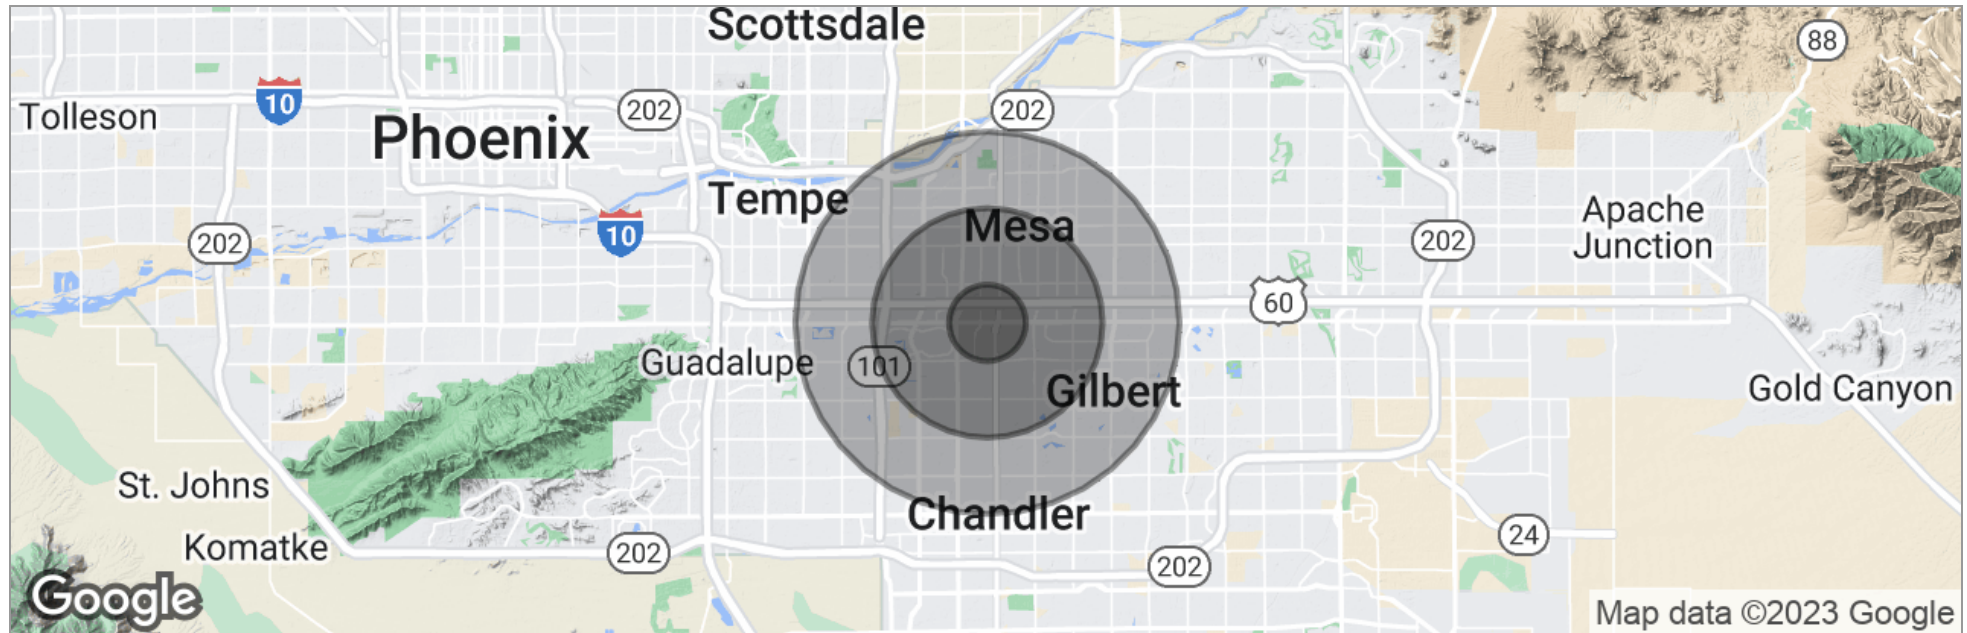 Scottsdale
88
10
202
202
Tolleson
Phoenix
Tempe
Mesa
Apache
Junction
202
10
202
60
Guadalupe
101
Gilbert
Gold Canyon
St. Johns
Chandler
Komatke
202
24
202
Google
Map data ©2023 Google